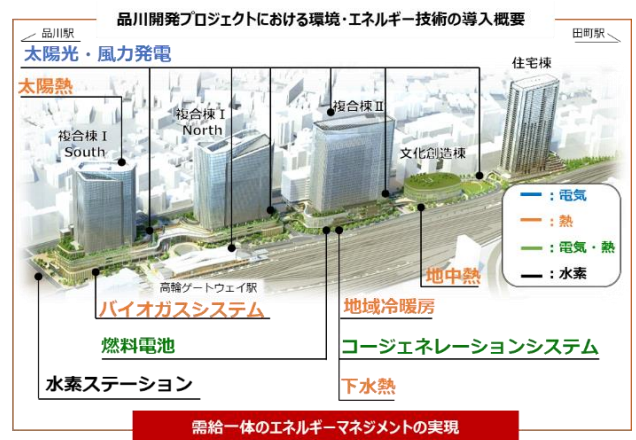 品川開発プロジェクトにおける環境・エネルギー技術の導入概要
品川駅
田町駅
太陽光・風力発電
太陽熱
住宅棟
複合棟Ⅰ
South
複合棟Ⅰ
North
複合棟Ⅱ
文化創造棟
:電気
:熱
:電気・熱
:水素
高輪ゲートウェイ駅
地中熱
バイオガスシステム
地域冷暖房
燃料電池
コージェネレーションシステム
水素ステーション
下水熱
需給一体のエネルギーマネジメントの実現